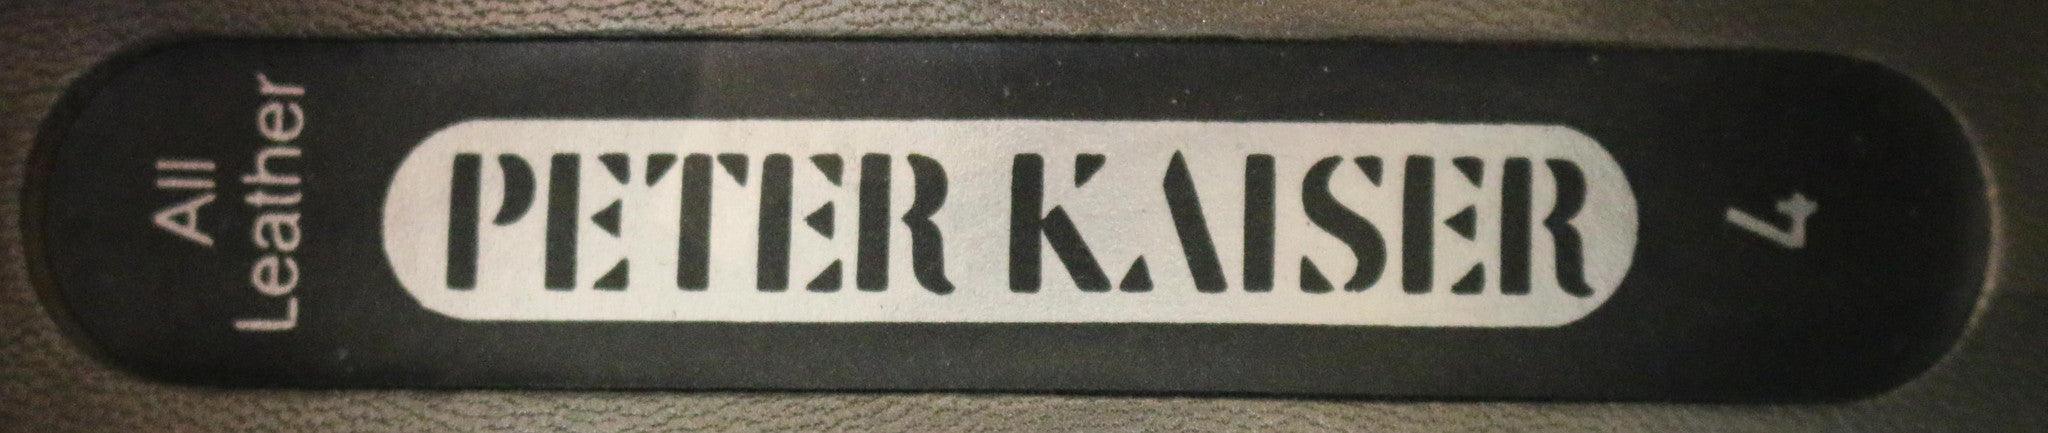 All
Leather
PETER KAISER
4